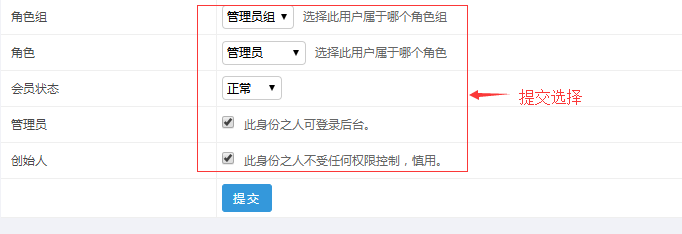 角色组 管理员组 选择此用户属于哪个角色组
角色 管理员 选择此用户属于哪个角色
会员状态 正常
提交选择
管理员 此身份之人可登录后台。
创始人 此身份之人不受任何权限控制，慎用。
提交